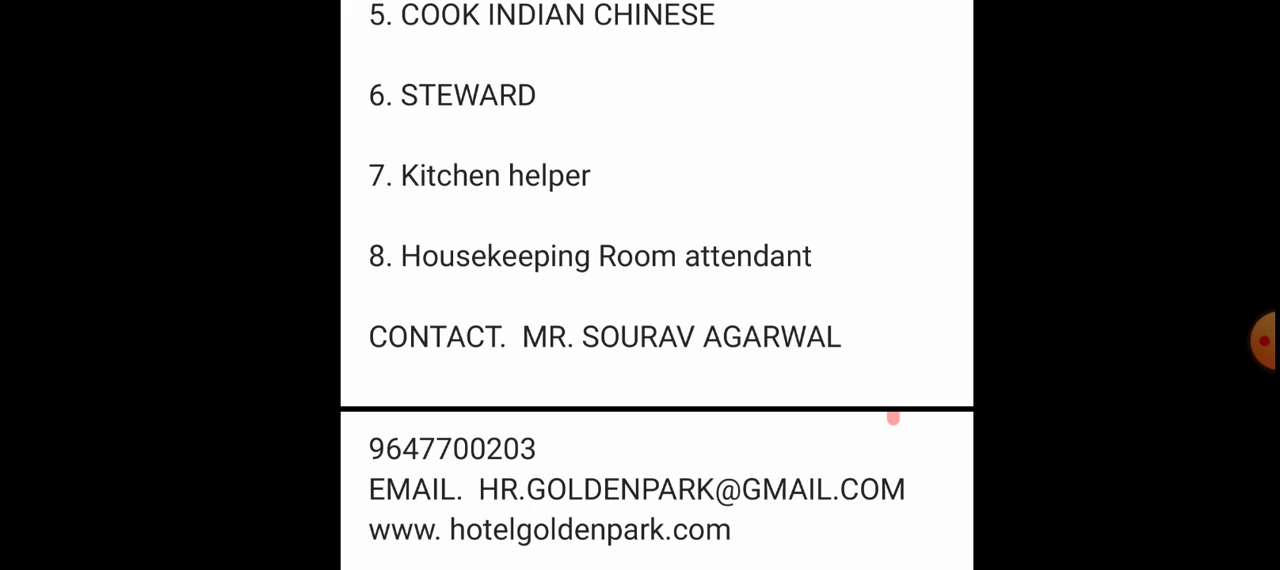 5. COOK INDIAN CHINESE
6. STEWARD
7. Kitchen helper
8. Housekeeping Room attendant
CONTACT.  MR. SOURAV AGARWAL
9647700203
EMAIL.  HR.GOLDENPARK@GMAIL.COM
www. hotelgoldenpark.com